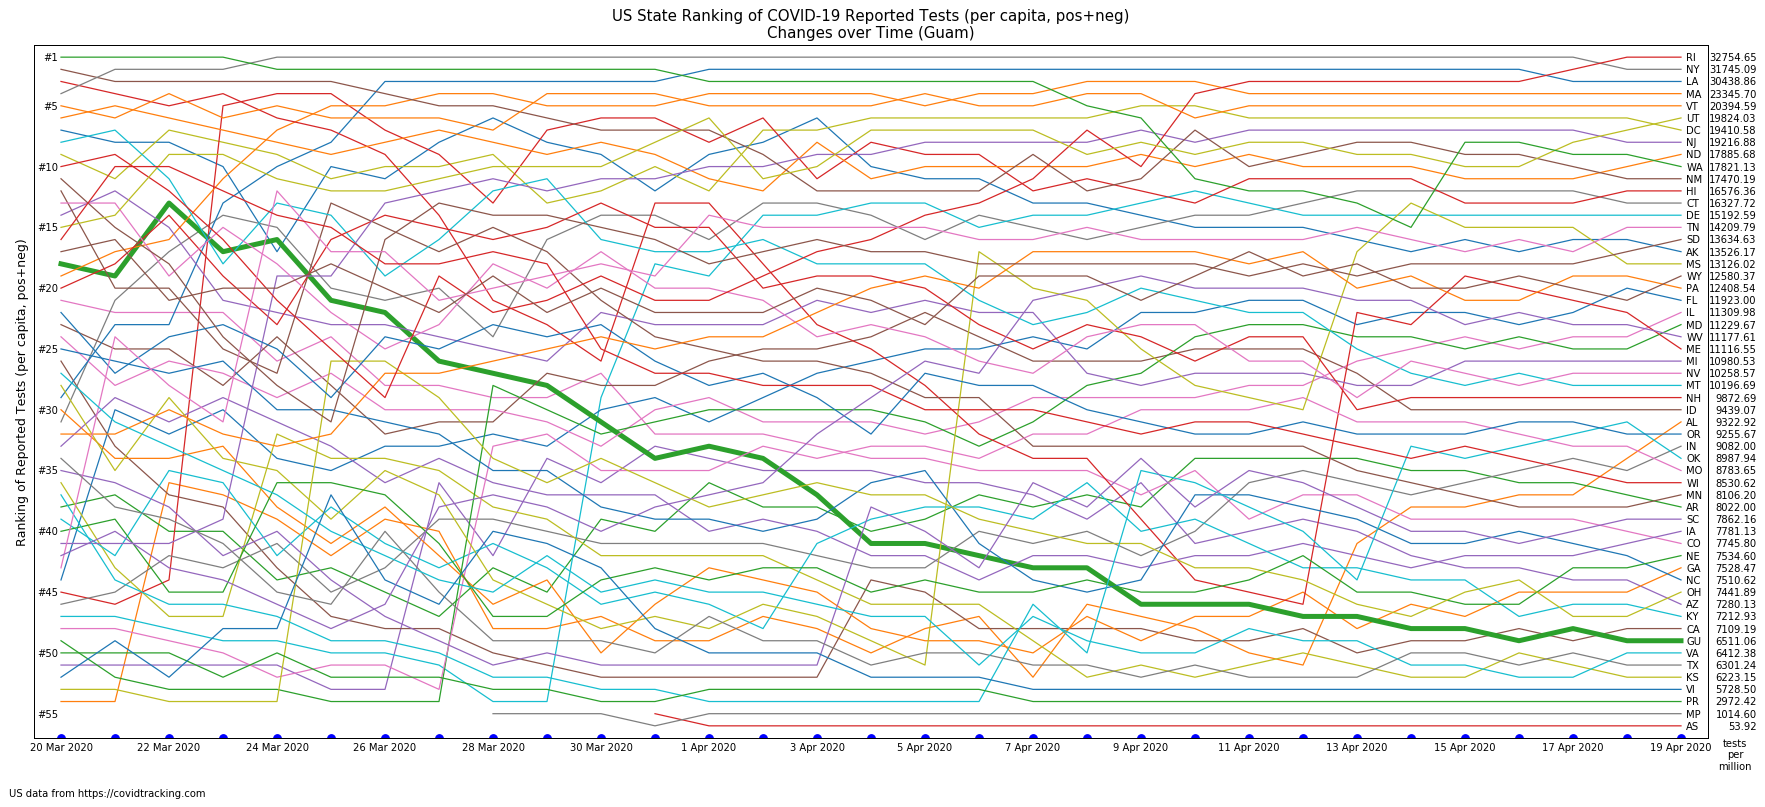 US State Ranking of COVID-19 Reported Tests (per capita, pos+neg)
Changes over Time (Guam)
Ranking of Reported Tests (per capita, pos+neg)
#1
#5
#10
#15
#20
#25
#30
#35
#40
#45
#50
#55
RI 32754.65
NY 31745.09
LA 30438.86
MA 23345.70
VT 20394.59
UT 19824.03
DC 19410.58
NJ 19216.88
ND 17885.68
WA 17821.13
NM 17470.19
HI 16576.36
CT 16327.72
DE 15192.59
TN 14209.79
SD 13634.63
AK 13526.17
MS 13126.02
WY 12580.37
PA 12408.54
FL 11923.00
IL 11309.98
MD 11229.67
WV 11177.61
ME 11116.55
MI 10980.53
NV 10258.57
MT 10196.69
NH 9872.69
ID 9439.07
AL 9322.92
OR 9255.67
IN 9082.00
OK 8987.94
MO 8783.65
WI 8530.62
MN 8106.20
AR 8022.00
SC 7862.16
IA 7781.13
CO 7745.80
NE 7534.60
GA 7528.47
NC 7510.62
OH 7441.89
AZ 7280.13
KY 7212.93
CA 7109.19
GU 6511.06
VA 6412.38
TX 6301.24
KS 6223.15
VI 5728.50
PR 2972.42
MP 1014.60
AS 53.92
20 Mar 2020 22 Mar 2020 24 Mar 2020 26 Mar 2020 28 Mar 2020 30 Mar 2020 1 Apr 2020 3 Apr 2020 5 Apr 2020 7 Apr 2020 9 Apr 2020 11 Apr 2020 13 Apr 2020 15 Apr 2020 17 Apr 2020 19 Apr 2020
tests
per
million
US data from https://covidtracking.com